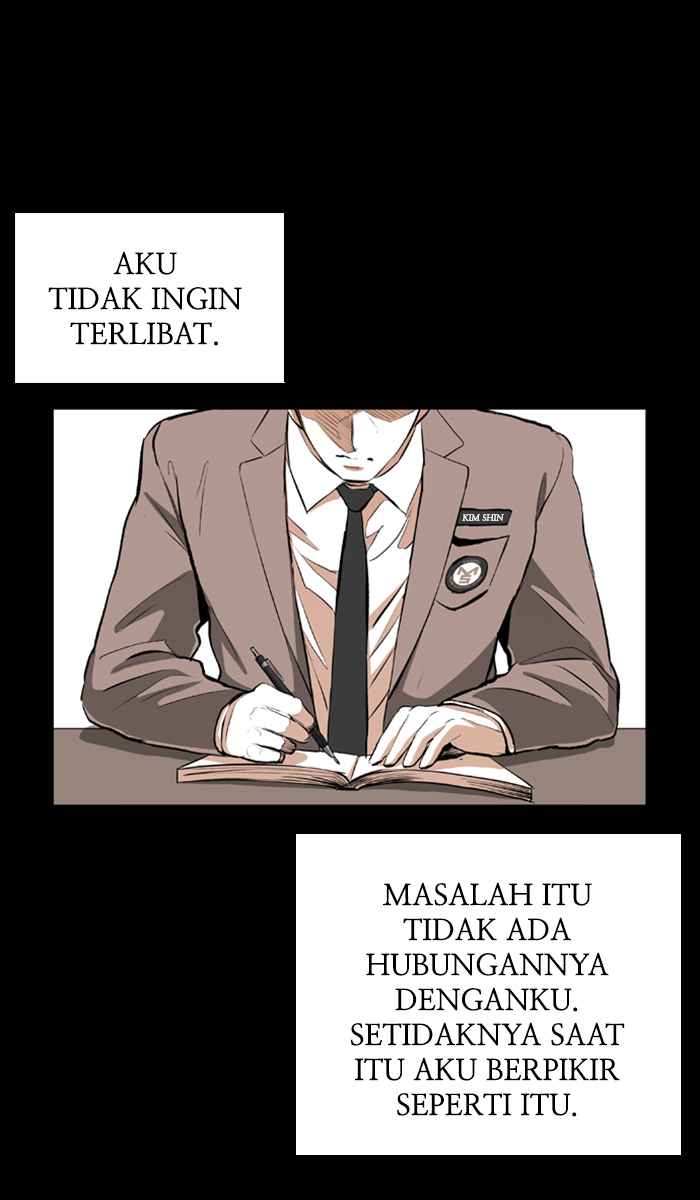 AKU
TIDAK INGIN
TERLIBAT.
KIM SHIN
MS
MASALAH ITU
TIDAK ADA
HUBUNGANNYA
DENGANKU.
SETIDAKNYA SAAT
ITU AKU BERPIKIR
SEPERTI ITU.